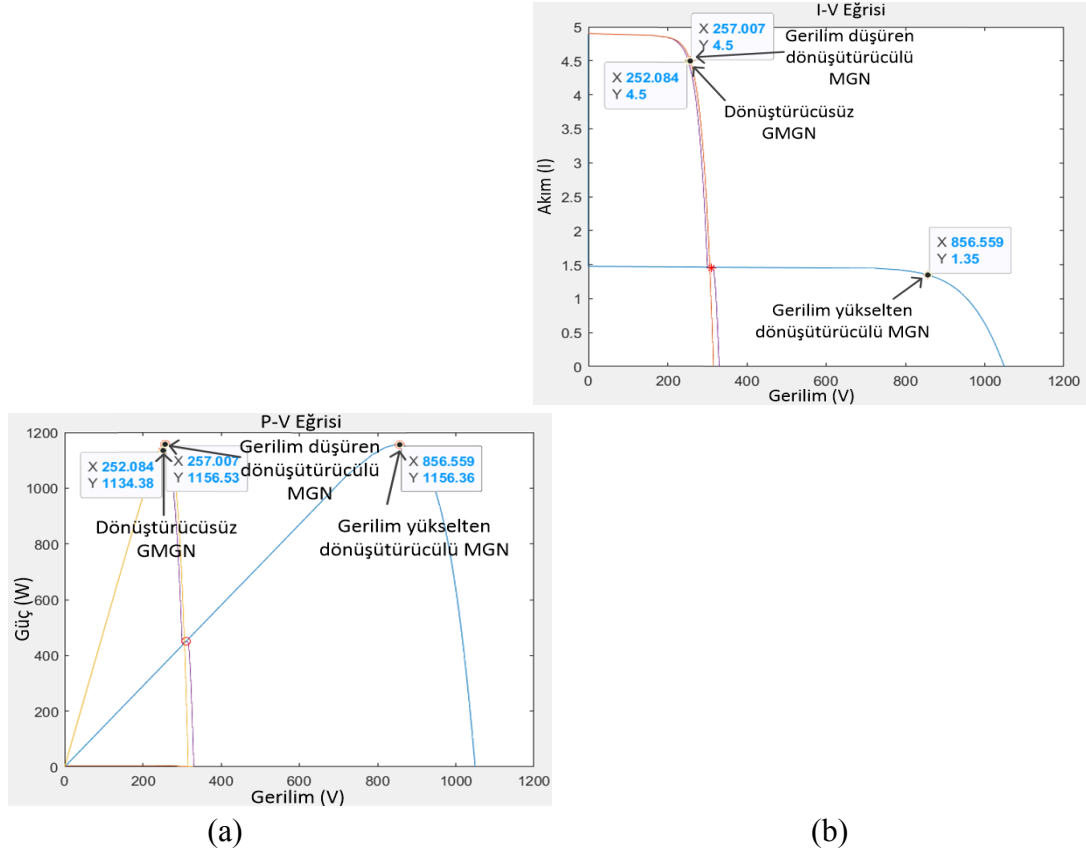 I-V Eğrisi
5
4.5
4
3.5
3
2.5
2
1.5
1
0.5
0
Akım (I)
X 257.007
Y 4.5
Gerilim düşüren
dönüşütürücülü
MGN
X 252.084
Y 4.5
Dönüştürücüsüz
GMGN
X 856.559
Y 1.35
Gerilim yükselten
dönüşütürücülü MGN
0 200 400 600 800 1000 1200
Gerilim (V)
P-V Eğrisi
1200
1000
800
600
400
200
0
Güç (W)
X 252.084
Y 1134.38
X 257.007
Y 1156.53
Gerilim düşüren
dönüşütürücülü
MGN
X 856.559
Y 1156.36
Dönüştürücüsüz
GMGN
Gerilim yükselten
dönüşütürücülü MGN
0 200 400 600 800 1000 1200
Gerilim (V)
(a) (b)